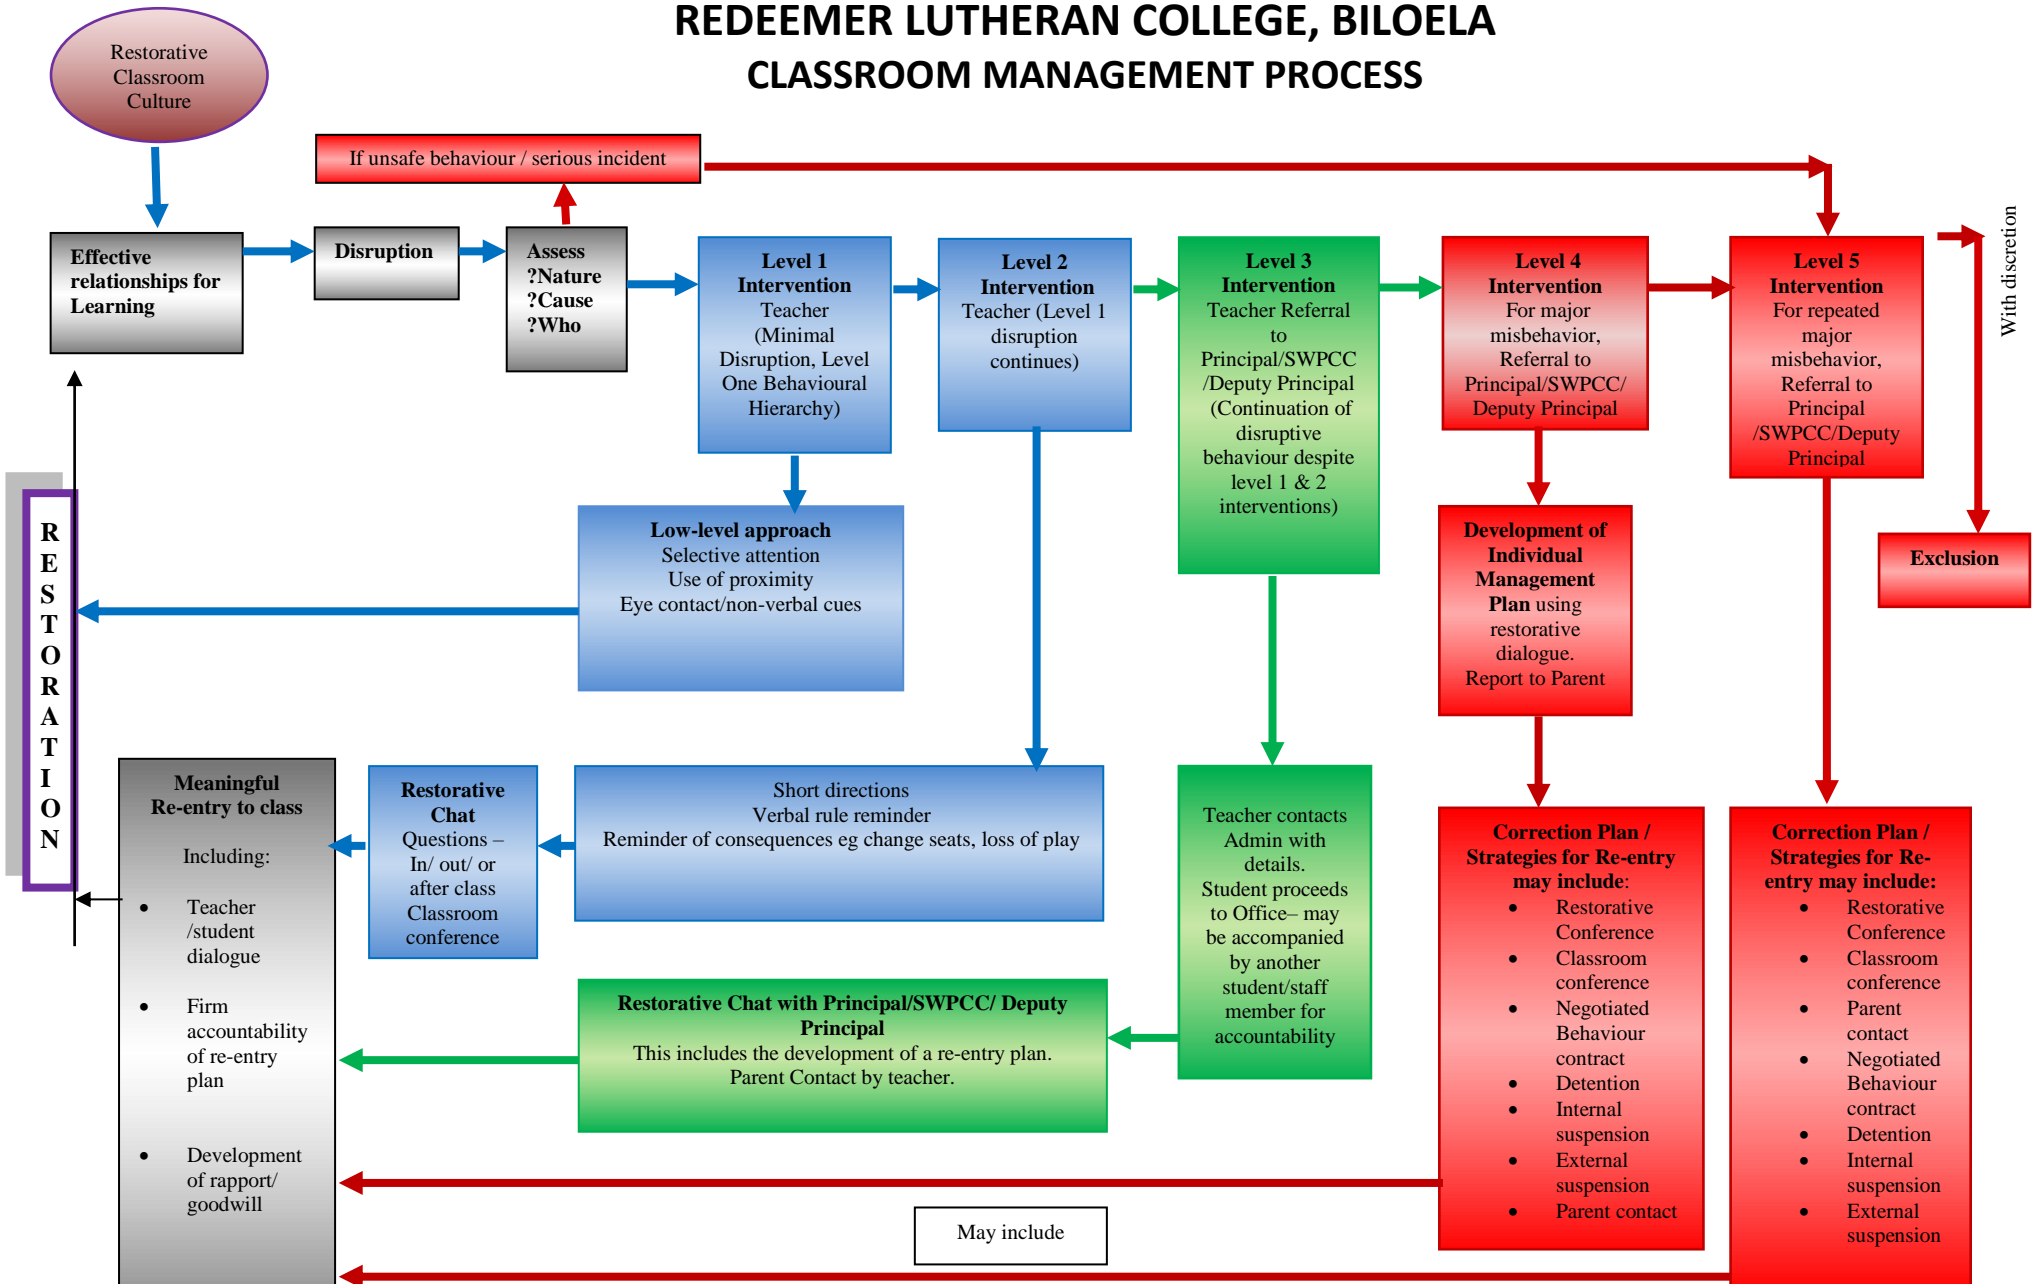 REDEEMER LUTHERAN COLLEGE, BILOELA
CLASSROOM MANAGEMENT PROCESS
Restorative
Classroom
Culture
If unsafe behaviour / serious incident
Effective
relationships for
Learning
Disruption
Assess
?Nature
?Cause
?Who
Level 1
Intervention
Teacher
(Minimal
Disruption, Level
One Behavioural
Hierarchy)
Level 2
Intervention
Teacher (Level 1
disruption
continues)
Level 3
Intervention
Teacher Referral
to
Principal/SWPCC
/Deputy Principal
(Continuation of
disruptive
behaviour despite
level 1 & 2
interventions)
Level 4
Intervention
For major
misbehavior,
Referral to
Principal/SWPCC/
Deputy Principal
Level 5
Intervention
For repeated
major
misbehavior,
Referral to
Principal
/SWPCC/Deputy
Principal
With discretion
Exclusion
Low-level approach
Selective attention
Use of proximity
Eye contact/non-verbal cues
Development of
Individual
Management
Plan using
restorative
dialogue.
Report to Parent
R
E
S
T
O
R
A
T
I
O
N
Meaningful
Re-entry to class
Including:
• Teacher
/student
dialogue
• Firm
accountability
of re-entry
plan
• Development
of rapport/
goodwill
Restorative
Chat
Questions –
In/ out/ or
after class
Classroom
conference
Short directions
Verbal rule reminder
Reminder of consequences eg change seats, loss of play
Teacher contacts
Admin with
details.
Student proceeds
to Office– may
be accompanied
by another
student/staff
member for
accountability
Restorative Chat with Principal/SWPCC/ Deputy
Principal
This includes the development of a re-entry plan.
Parent Contact by teacher.
Correction Plan /
Strategies for Re-entry
may include:
• Restorative
Conference
• Classroom
conference
• Negotiated
Behaviour
contract
• Detention
• Internal
suspension
• External
suspension
• Parent contact
Correction Plan /
Strategies for Re-
entry may include:
• Restorative
Conference
• Classroom
conference
• Parent
contact
• Negotiated
Behaviour
contract
• Detention
• Internal
suspension
• External
suspension
May include